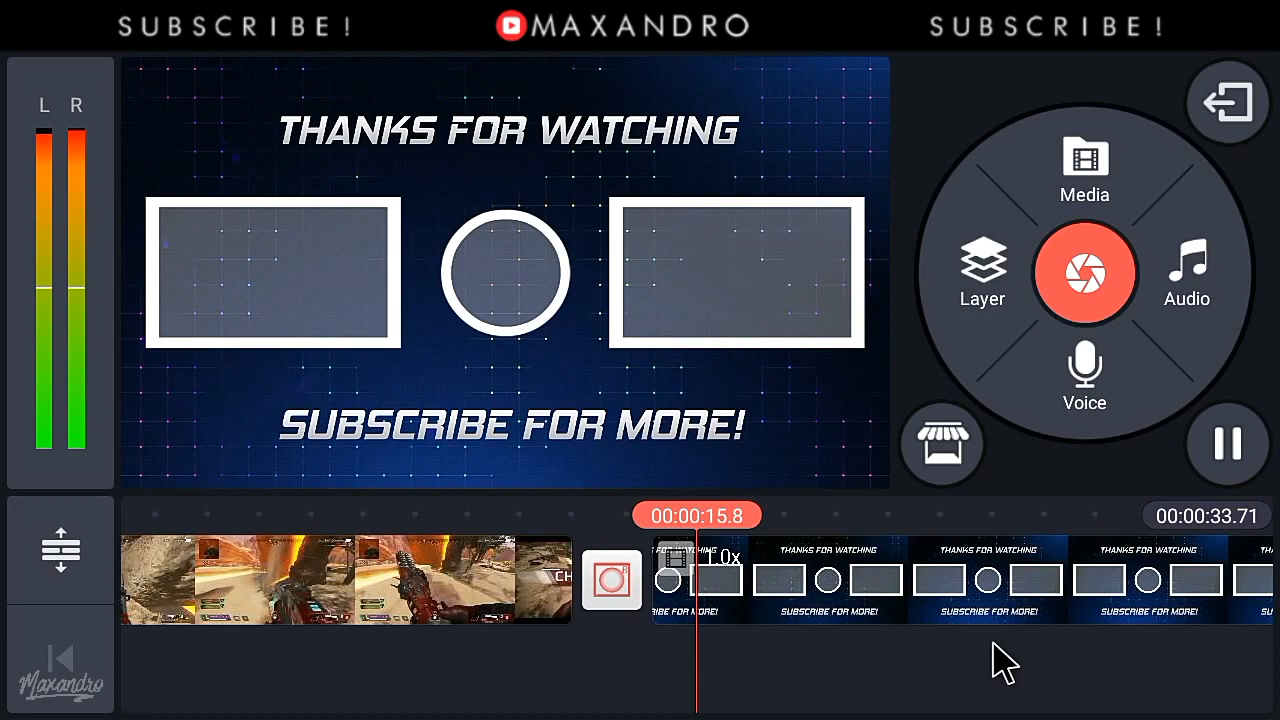 SUBSCRIBE!
MAXANDRO
SUBSCRIBE!
L R
THANKS FOR WATCHING
SUBSCRIBE FOR MORE!
Media
Layer
Audio
Voice
00:00:15.8
00:00:33.71
1.0x
CH
THANKS FOR WATCHING
THANKS FOR WATCHING
THANKS FOR WATCHING
SUBSCRIBE FOR MORE!
SUBSCRIBE FOR MORE!
SUBSCRIBE FOR MORE!
Maxandro